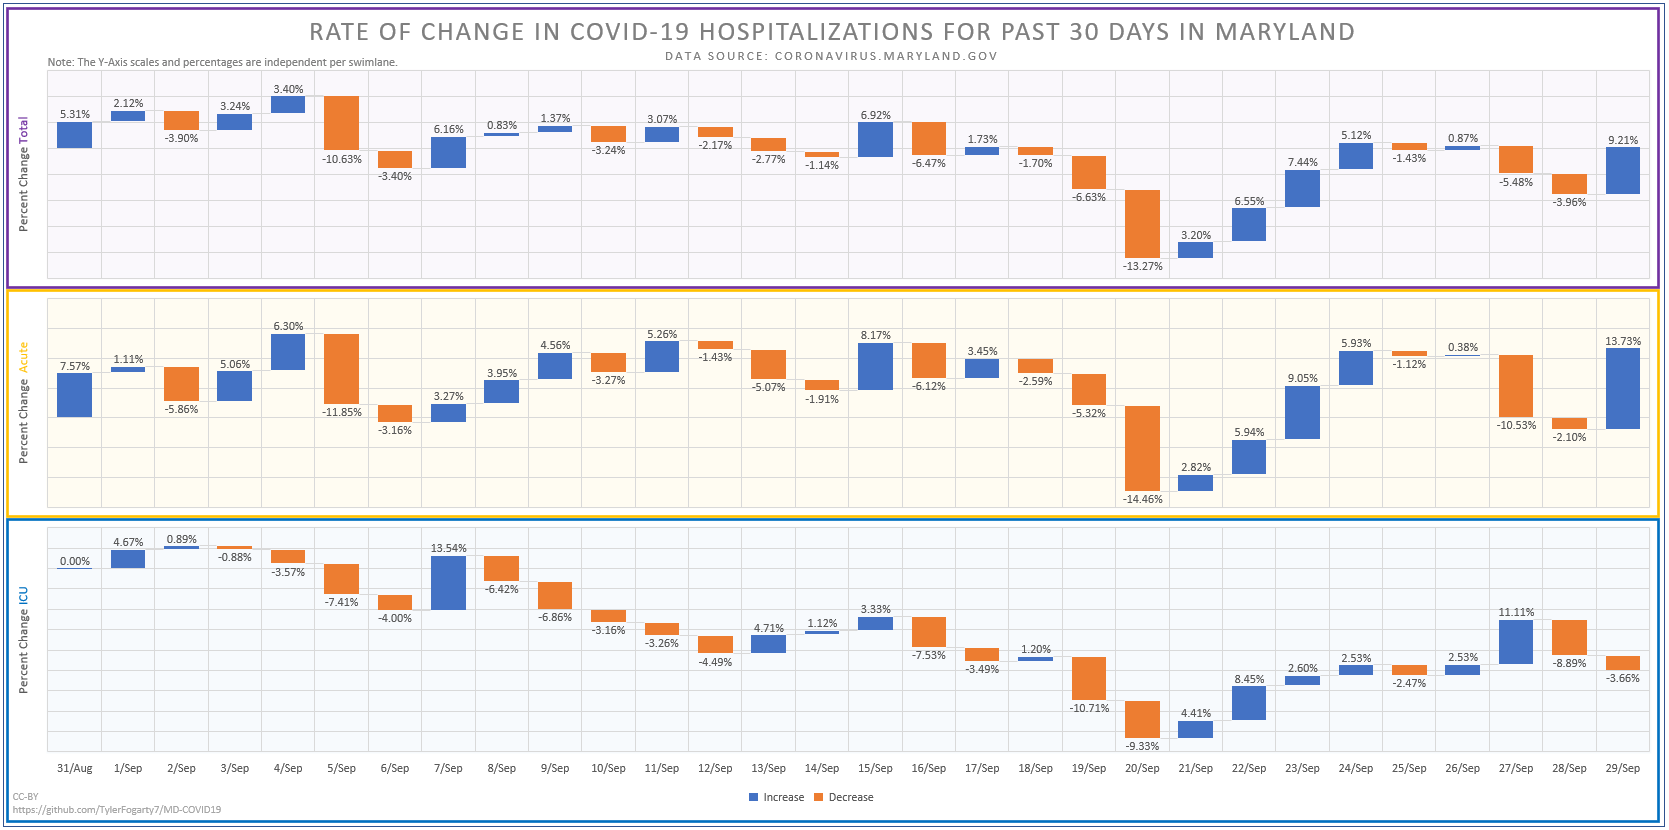 RATE OF CHANGE IN COVID-19 HOSPITALIZATIONS FOR PAST 30 DAYS IN MARYLAND
DATA SOURCE: CORONAVIRUS.MARYLAND.GOV
Note: The Y-Axis scales and percentages are independent per swimlane.
Percent Change Total
5.31% 2.12% -3.90% 3.24% 3.40% -10.63% -3.40% 6.16% 0.83% 1.37% -3.24% 3.07% -2.17% -2.77% -1.14% 6.92% -6.47% 1.73% -1.70% -6.63% -13.27% 3.20% 6.55% 7.44% 5.12% -1.43% 0.87% -5.48% -3.96% 9.21%
Percent Change Acute
7.57% 1.11% -5.86% 5.06% 6.30% -11.85% -3.16% 3.27% 3.95% 4.56% -3.27% 5.26% -1.43% -5.07% -1.91% 8.17% -6.12% 3.45% -2.59% -5.32% -14.46% 2.82% 5.94% 9.05% 5.93% -1.12% 0.38% -10.53% -2.10% 13.73%
Percent Change ICU
0.00% 4.67% 0.89% -0.88% -3.57% -7.41% -4.00% 13.54% -6.42% -6.86% -3.16% -3.26% -4.49% 4.71% 1.12% 3.33% -7.53% -3.49% 1.20% -10.71% -9.33% 4.41% 8.45% 2.60% 2.53% -2.47% 2.53% 11.11% -8.89% -3.66%
31/Aug 1/Sep 2/Sep 3/Sep 4/Sep 5/Sep 6/Sep 7/Sep 8/Sep 9/Sep 10/Sep 11/Sep 12/Sep 13/Sep 14/Sep 15/Sep 16/Sep 17/Sep 18/Sep 19/Sep 20/Sep 21/Sep 22/Sep 23/Sep 24/Sep 25/Sep 26/Sep 27/Sep 28/Sep 29/Sep
Increase Decrease
CC-BY
https://github.com/TylerFogarty7/MD-COVID19